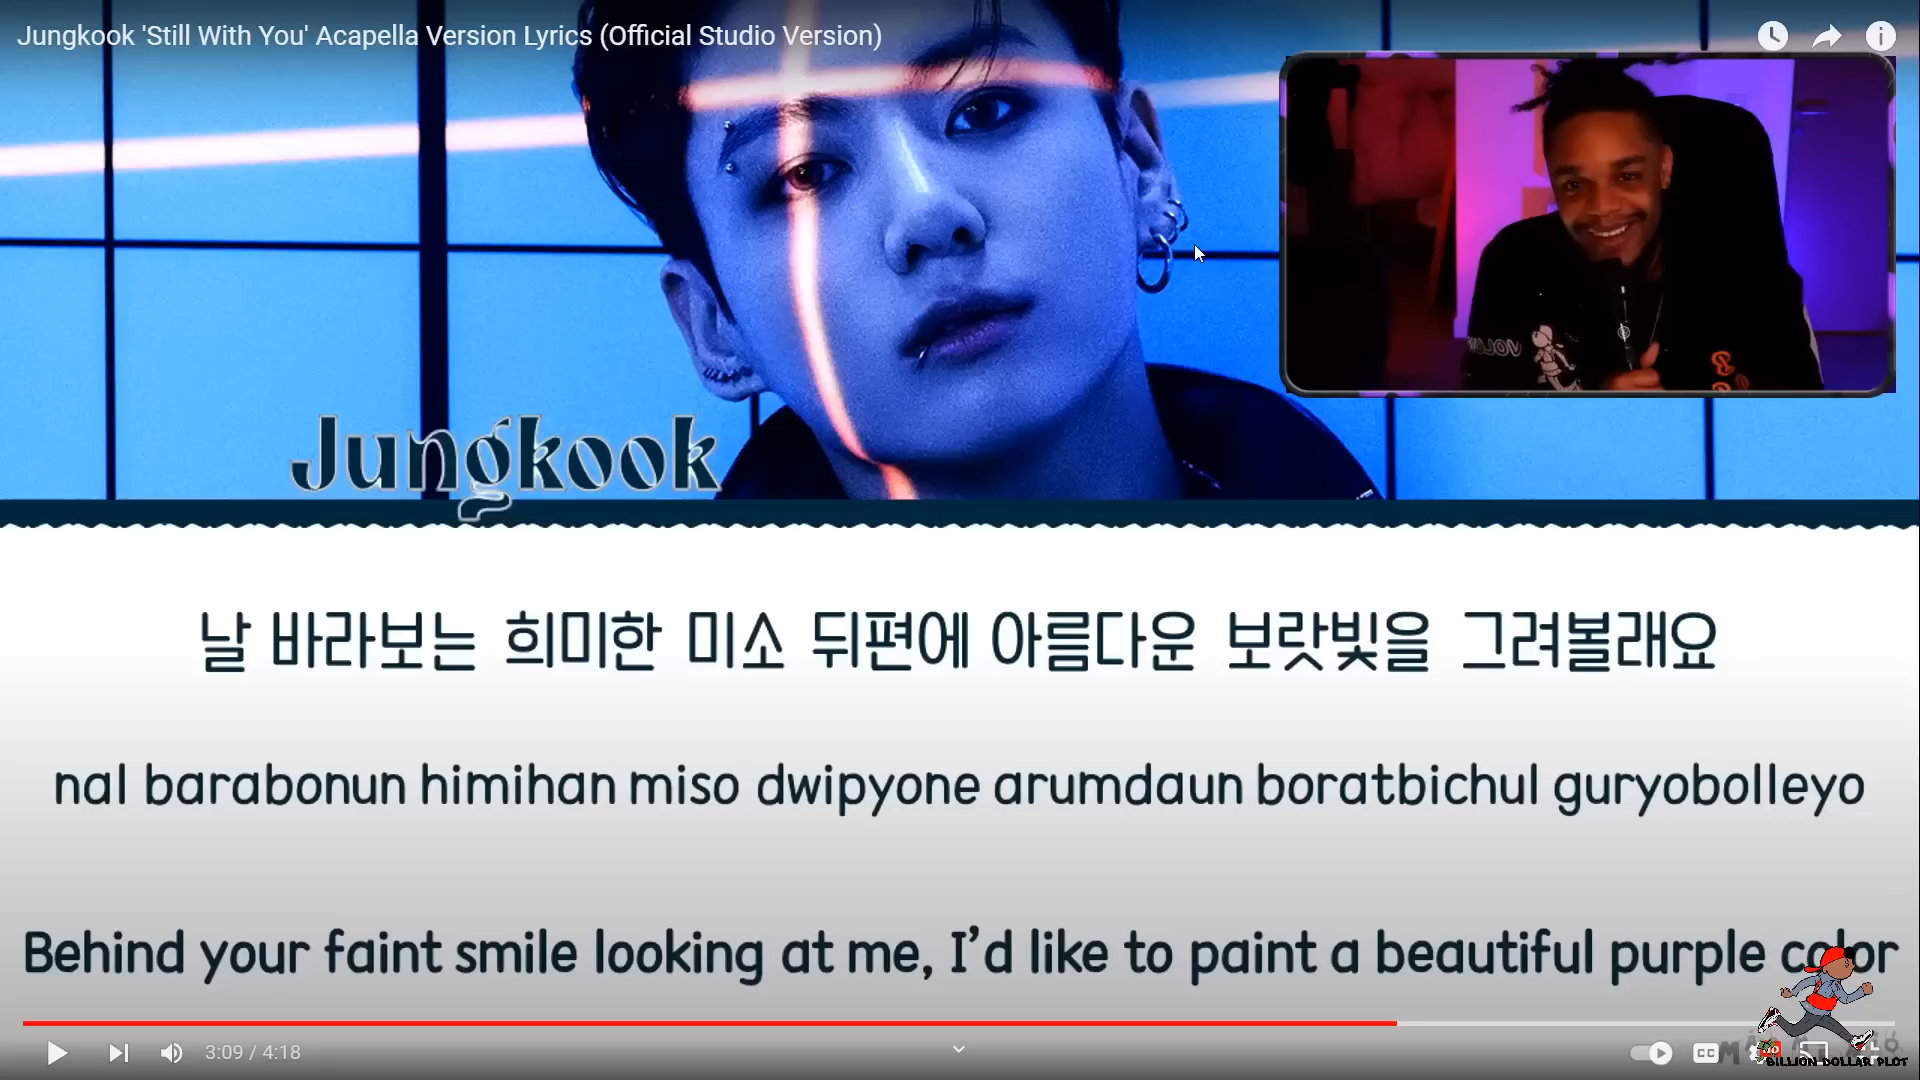 Jungkook 'Still With You' Acapella Version Lyrics (Official Studio Version)
Jungkook
날 바라보는 희미한 미소 뒤편에 아름다운 보랏빛을 그려볼래요
nal barabonun himihan miso dwipyone arumdaun boratbichul guryobolleyo
Behind your faint smile looking at me, I'd like to paint a beautiful purple color
3:09 / 4:18
CC
BILLION DOLLAR PLOT